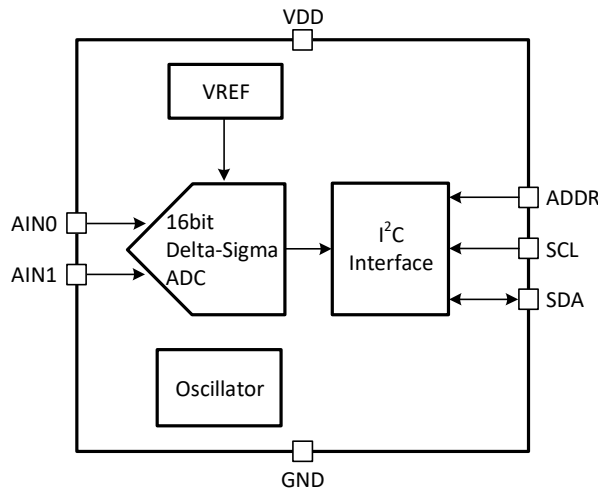 VDD
VREF
AIN0
16bit
Delta-Sigma
ADC
AIN1
I²C
Interface
ADDR
SCL
SDA
Oscillator
GND